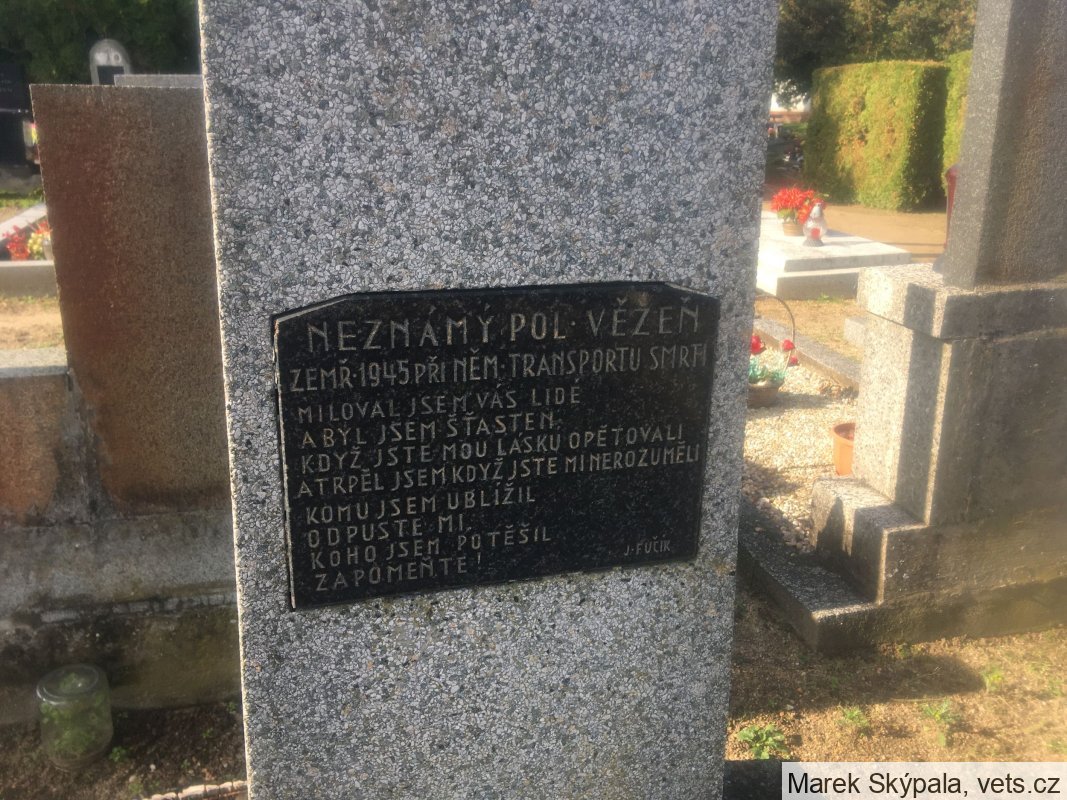 NEZNÁMÝ POL· VĚZEŇ
ZEMŘ·1945 PŘI NĚM·TRANSPORTU SMRTI
MILOVAL JSEM VÁS LIDÉ
A BYL JSEM ŠŤASTEN.
KDYŽ JSTE MOU LÁSKU OPĚTOVALI
A TRPĚL JSEM KDYŽ JSTE MI NEROZUMĚLI
KOMU JSEM UBLÍŽIL
ODPUSTE MI.
KOHO JSEM POTĚŠIL
ZAPOMEŇTE!
J·FUČÍK
Marek Skýpala, vets.cz